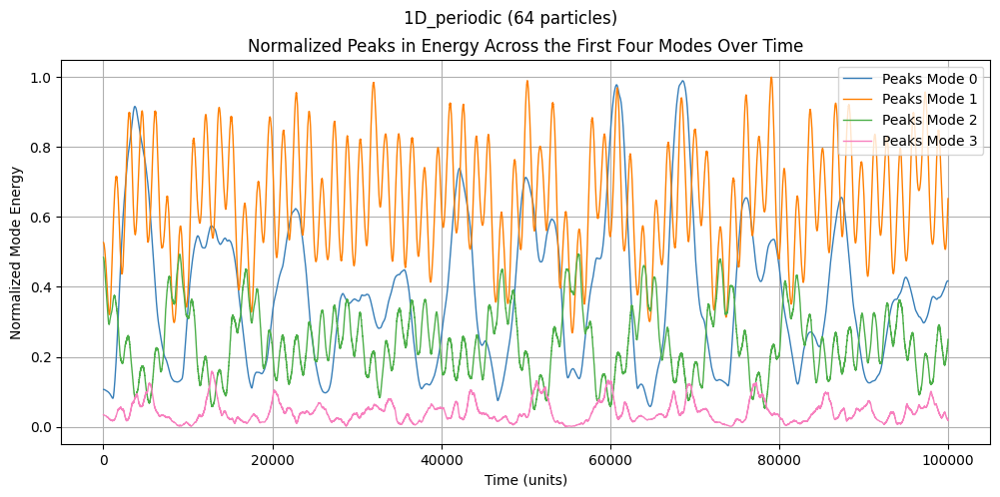 1D_periodic (64 particles)
Normalized Peaks in Energy Across the First Four Modes Over Time
Normalized Mode Energy
1.0
0.8
0.6
0.4
0.2
0.0
Peaks Mode 0
Peaks Mode 1
Peaks Mode 2
Peaks Mode 3
0 20000 40000 60000 80000 100000
Time (units)